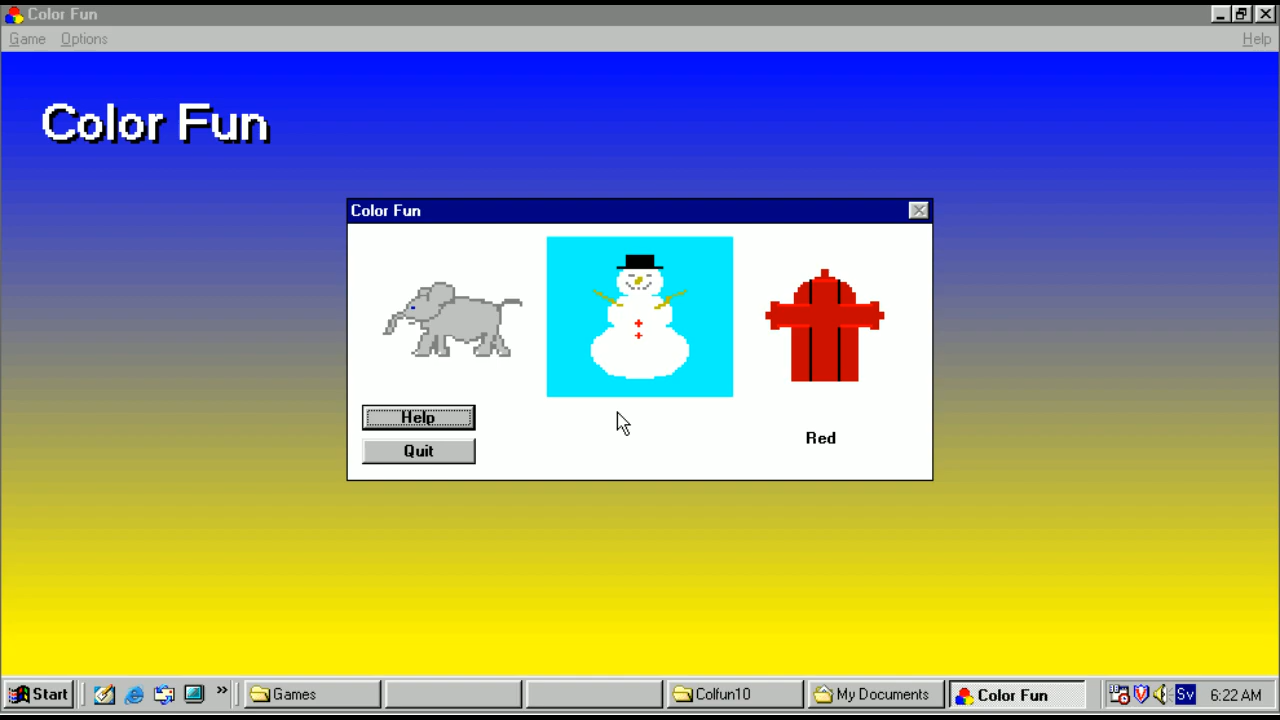 Color Fun
Game Options Help
Color Fun
Color Fun
Help
Quit
Red
Start
»
Games
Colfun10
My Documents
Color Fun
Sv
6:22 AM